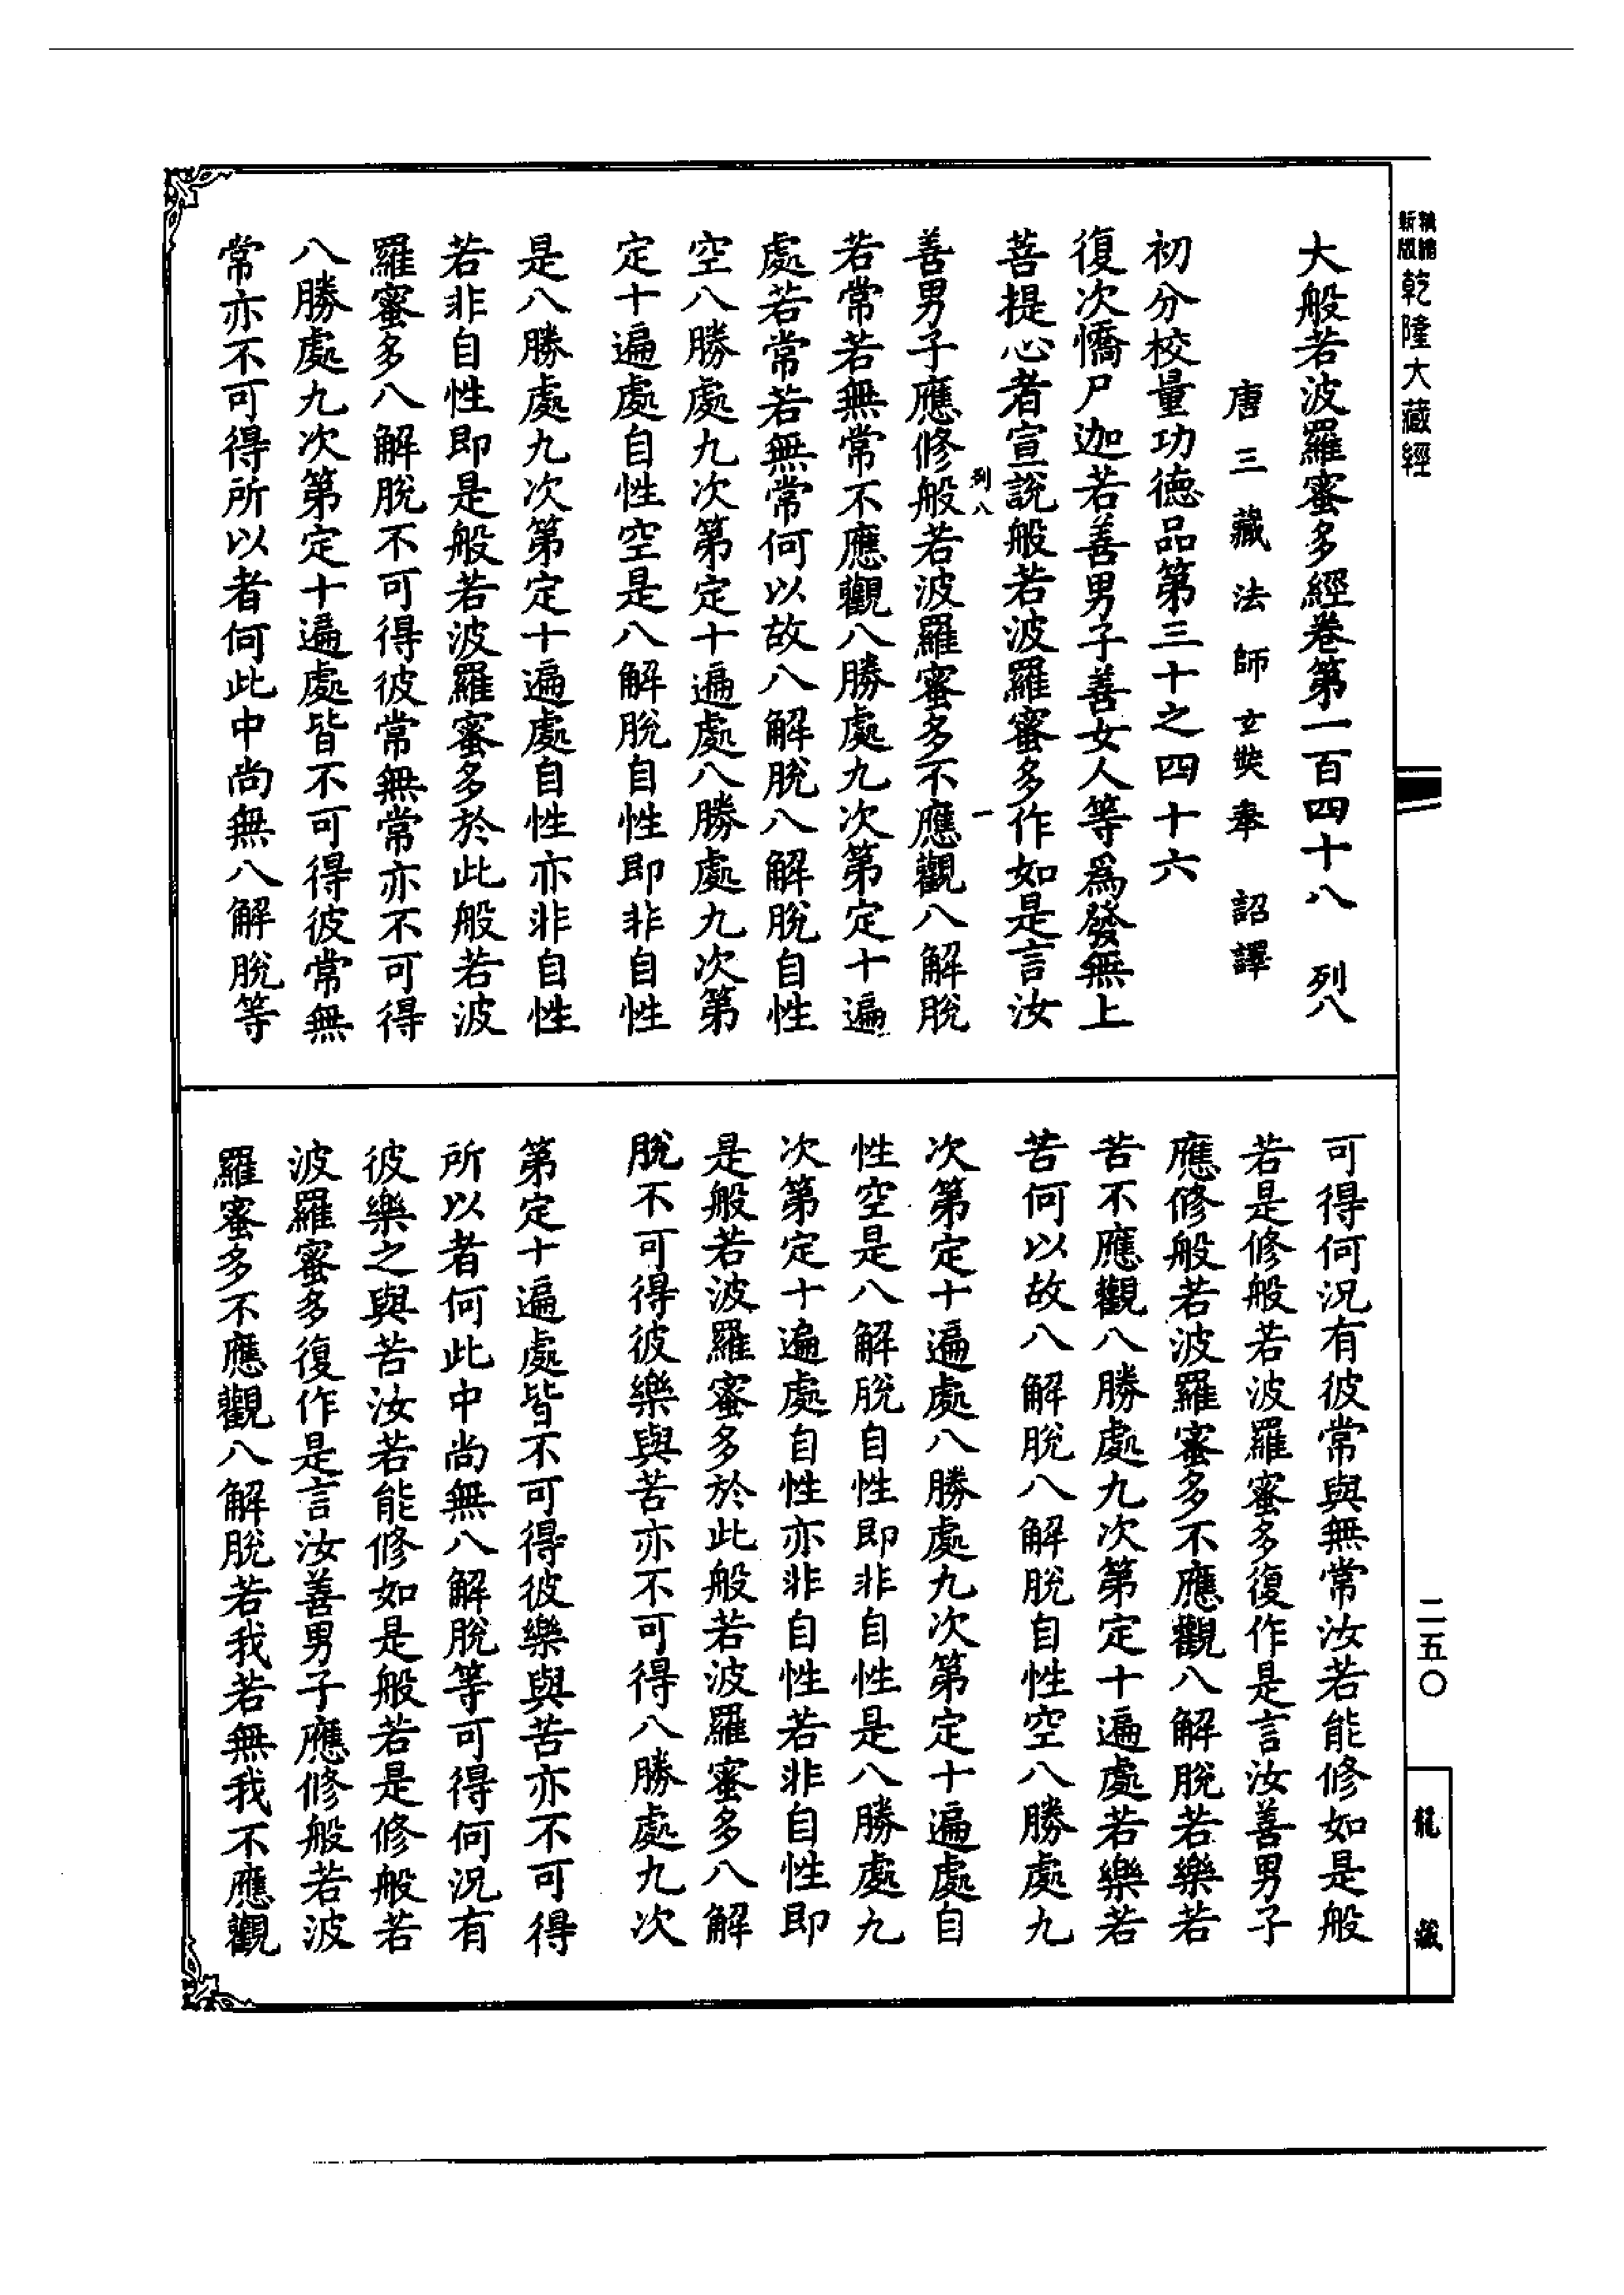 精縮
新版
乾隆大藏經
大般若波羅蜜多經卷第一百四十八　列八
唐三藏法師玄奘奉　詔譯
初分校量功德品第三十之四十六
復次憍尸迦若善男子善女人等爲發無上
菩提心者宣說般若波羅蜜多作如是言汝
列八　一
善男子應修般若波羅蜜多不應觀八解脫
若常若無常不應觀八勝處九次第定十遍
處若常若無常何以故八解脫八解脫自性
空八勝處九次第定十遍處八勝處九次第
定十遍處自性空是八解脫自性即非自性
是八勝處九次第定十遍處自性亦非自性
若非自性即是般若波羅蜜多於此般若波
羅蜜多八解脫不可得彼常無常亦不可得
八勝處九次第定十遍處皆不可得彼常無
常亦不可得所以者何此中尚無八解脫等
可得何況有彼常與無常汝若能修如是般
若是修般若波羅蜜多復作是言汝善男子
應修般若波羅蜜多不應觀八解脫若樂若
苦不應觀八勝處九次第定十遍處若樂若
苦何以故八解脫八解脫自性空八勝處九
次第定十遍處八勝處九次第定十遍處自
性空是八解脫自性即非自性是八勝處九
次第定十遍處自性亦非自性若非自性即
是般若波羅蜜多於此般若波羅蜜多八解
脫不可得彼樂與苦亦不可得八勝處九次
第定十遍處皆不可得彼樂與苦亦不可得
所以者何此中尚無八解脫等可得何況有
彼樂之與苦汝若能修如是般若是修般若
波羅蜜多復作是言汝善男子應修般若波
羅蜜多不應觀八解脫若我若無我不應觀
二五〇
龍藏